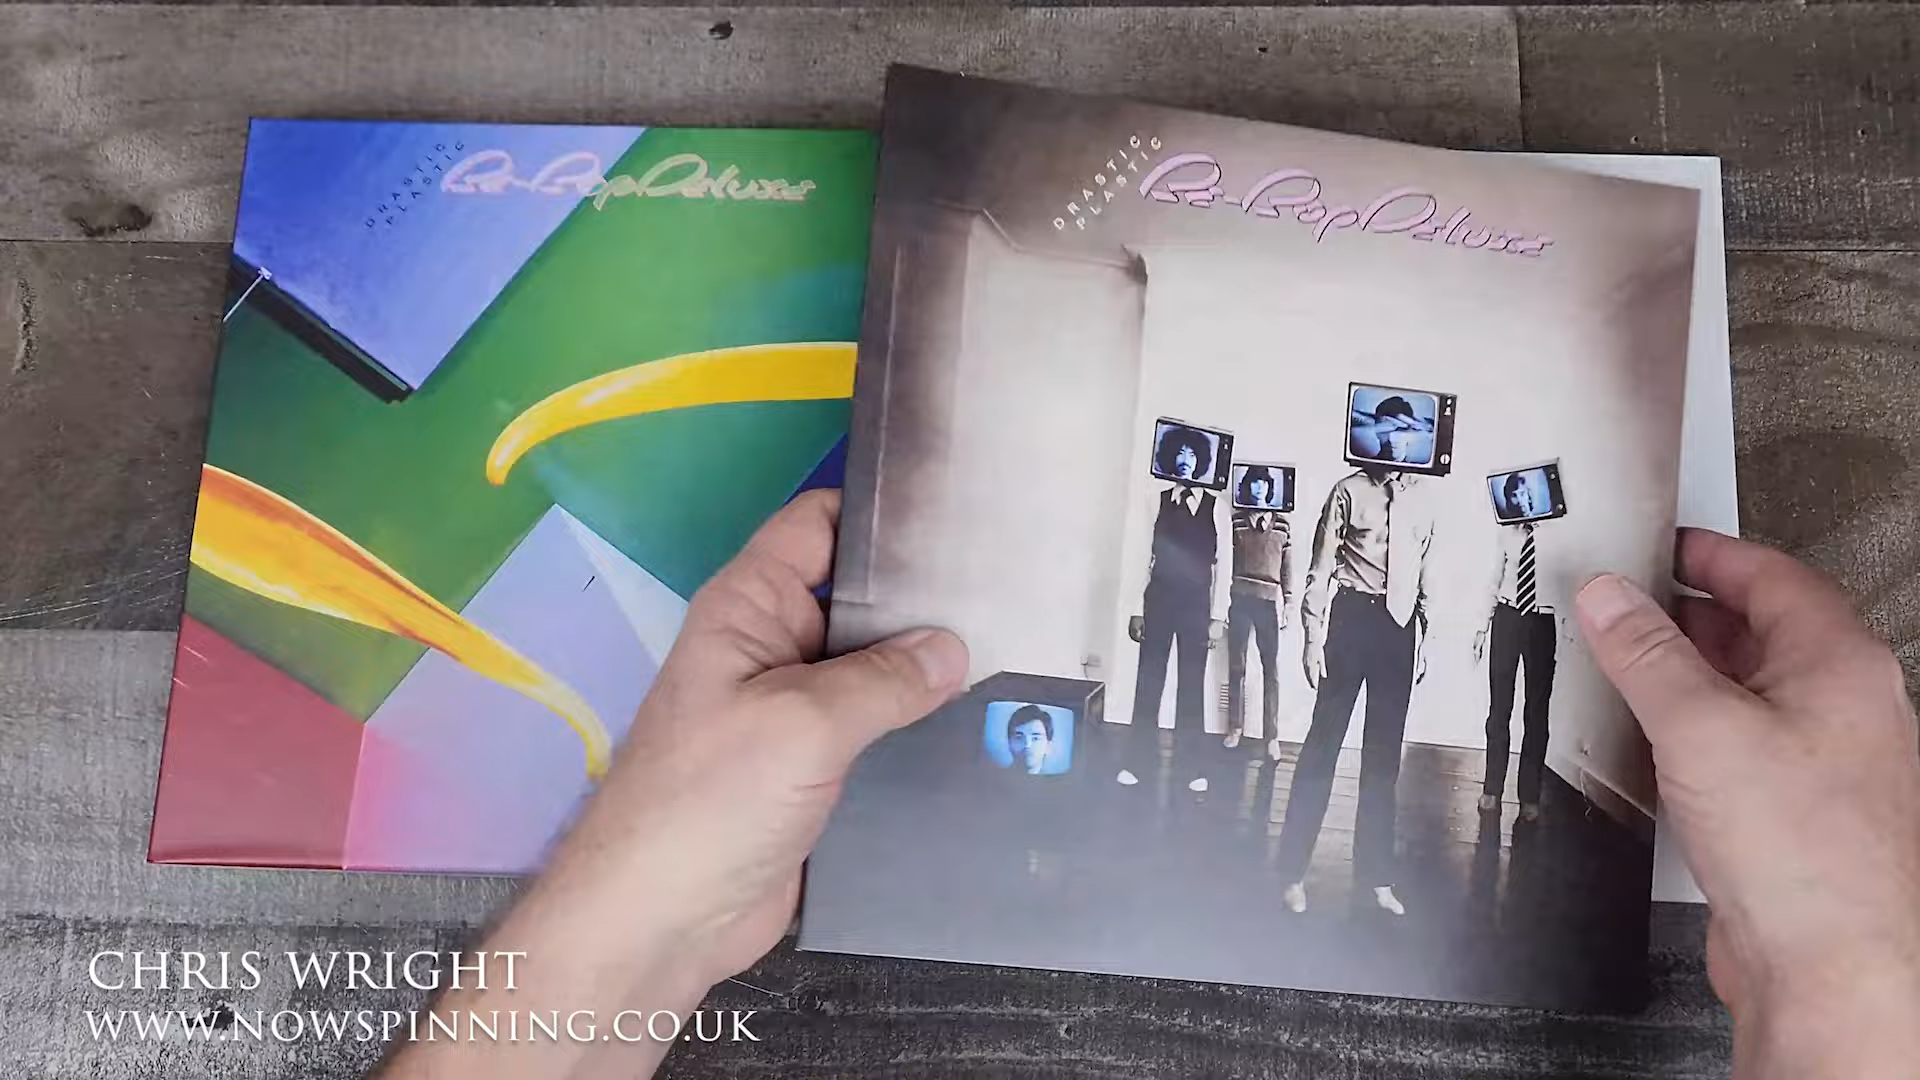 DRASTIC
PLASTIC
Be-Bop Deluxe
DRASTIC
PLASTIC
Be-Bop Deluxe
CHRIS WRIGHT
WWW.NOWSPINNING.CO.UK